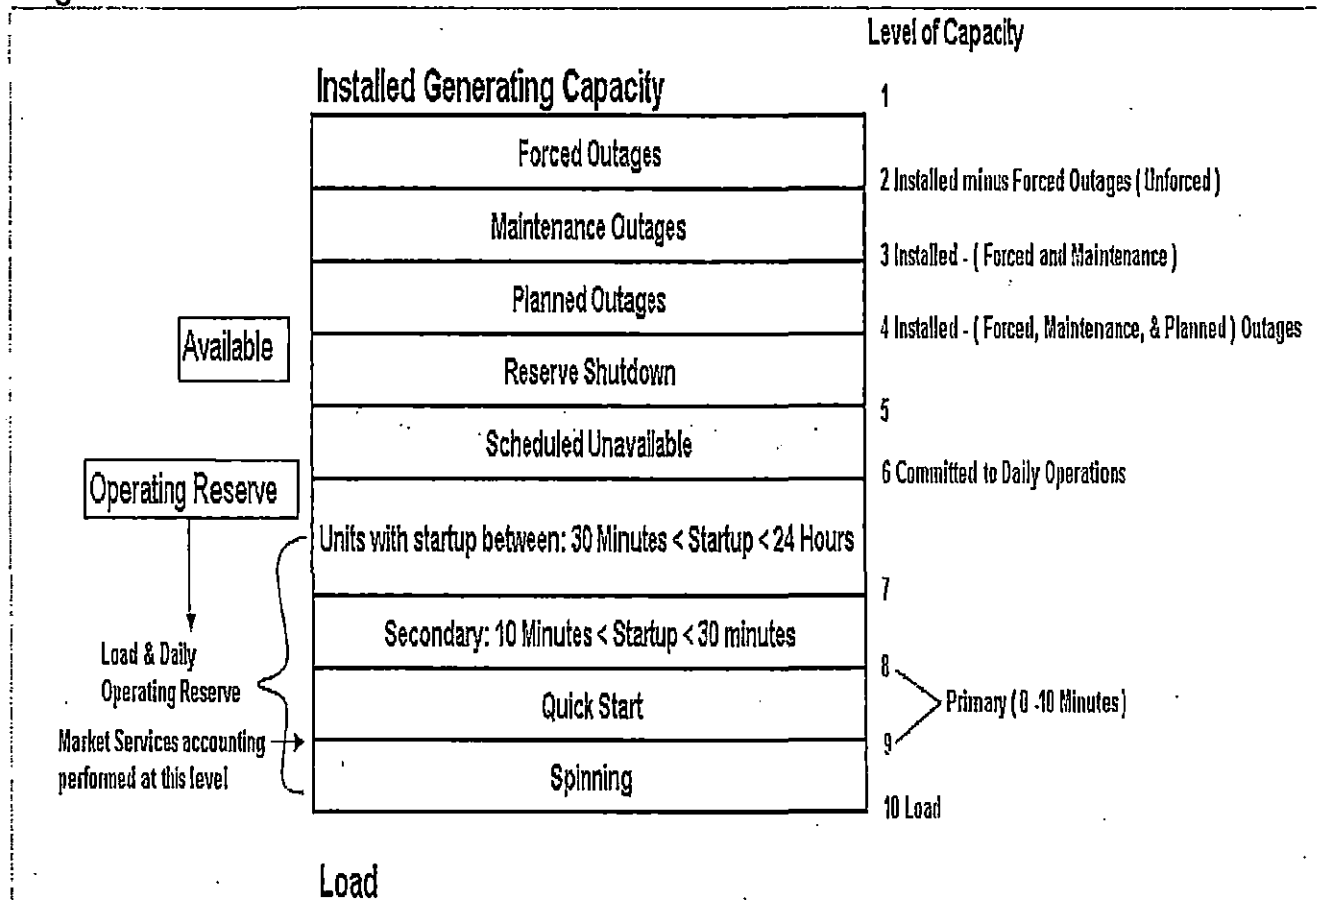 Level of Capacity
Installed Generating Capacity
1
Forced Outages
2 Installed minus Forced Outages ( Unforced )
Maintenance Outages
3 Installed - ( Forced and Maintenance )
Planned Outages
4 Installed - ( Forced, Maintenance, & Planned ) Outages
Available
Reserve Shutdown
5
Scheduled Unavailable
6 Committed to Daily Operations
Operating Reserve
Units with startup between: 30 Minutes < Startup < 24 Hours
7
Secondary: 10 Minutes < Startup < 30 minutes
Load & Daily
Operating Reserve
8
Quick Start
Primary ( 0 -10 Minutes )
Market Services accounting
performed at this level
9
Spinning
10 Load
Load